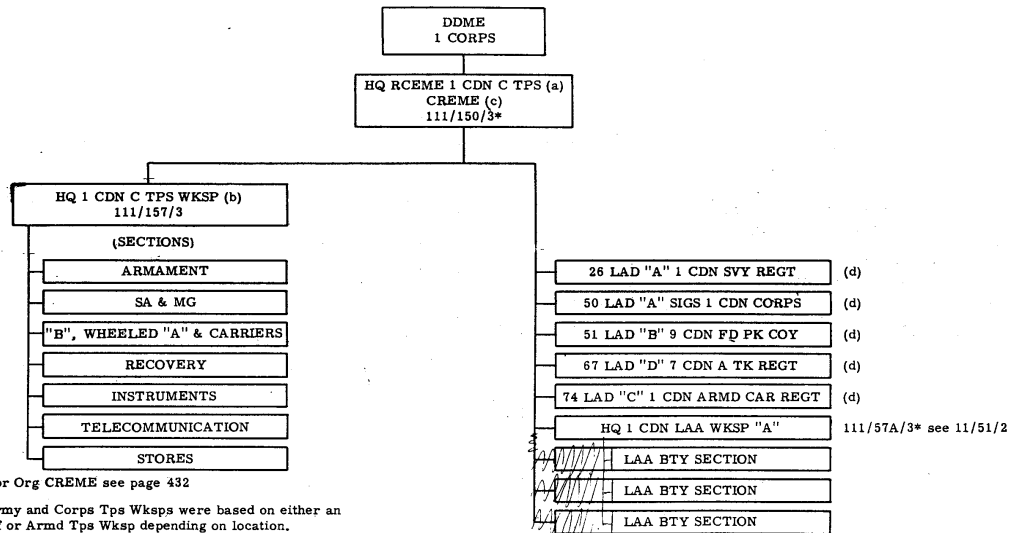 DDME
1 CORPS
HQ RCEME 1 CDN C TPS (a)
CREME (c)
111/150/3*
HQ 1 CDN C TPS WKSP (b)
111/157/3
(SECTIONS)
ARMAMENT
SA & MG
"B", WHEELED "A" & CARRIERS
RECOVERY
INSTRUMENTS
TELECOMMUNICATION
STORES
26 LAD "A" 1 CDN SVY REGT (d)
50 LAD "A" SIGS 1 CDN CORPS (d)
51 LAD "B" 9 CDN FD PK COY (d)
67 LAD "D" 7 CDN A TK REGT (d)
74 LAD "C" 1 CDN ARMD CAR REGT (d)
HQ 1 CDN LAA WKSP "A" 111/57A/3* see 11/51/2
LAA BTY SECTION
LAA BTY SECTION
LAA BTY SECTION
or Org CREME see page 432
rmy and Corps Tps Wksps were based on either an
or Armd Tps Wksp depending on location.